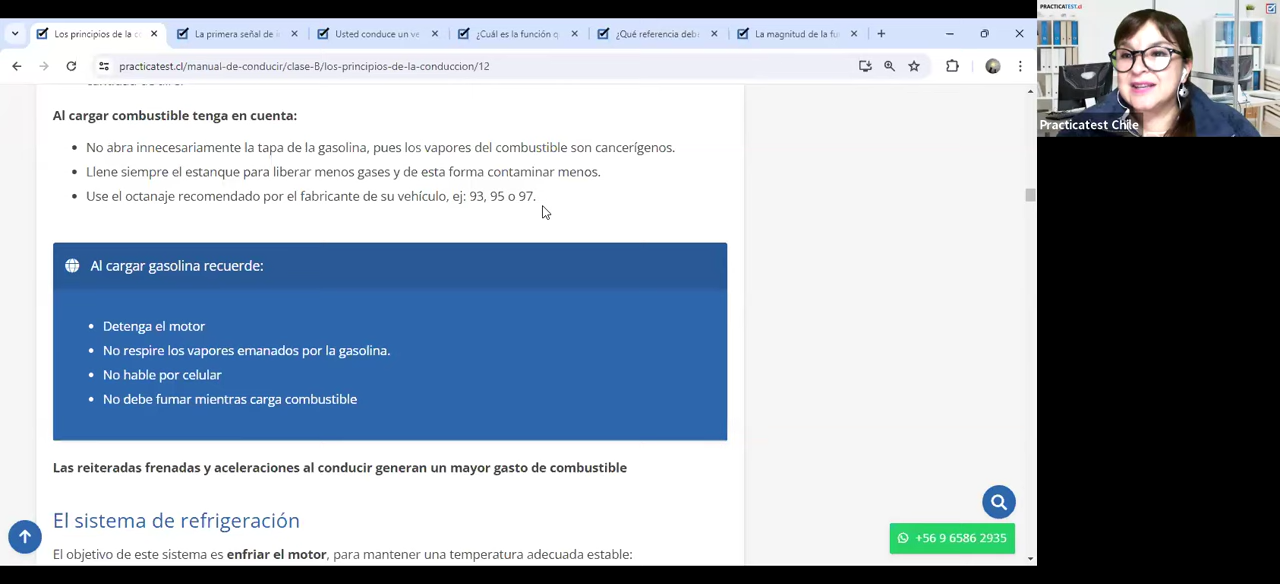 Los principios de la c
La primera señal de i
Usted conduce un ve
¿Cuál es la función q
¿Qué referencia debe
La magnitud de la fu
practicatest.cl/manual-de-conducir/clase-B/los-principios-de-la-conduccion/12
PRACTICATEST.cl
Practicatest Chile
Al cargar combustible tenga en cuenta:
No abra innecesariamente la tapa de la gasolina, pues los vapores del combustible son cancerígenos.
Llene siempre el estanque para liberar menos gases y de esta forma contaminar menos.
Use el octanaje recomendado por el fabricante de su vehículo, ej: 93, 95 o 97.
Al cargar gasolina recuerde:
Detenga el motor
No respire los vapores emanados por la gasolina.
No hable por celular
No debe fumar mientras carga combustible
Las reiteradas frenadas y aceleraciones al conducir generan un mayor gasto de combustible
El sistema de refrigeración
El objetivo de este sistema es enfriar el motor, para mantener una temperatura adecuada estable:
+56 9 6586 2935